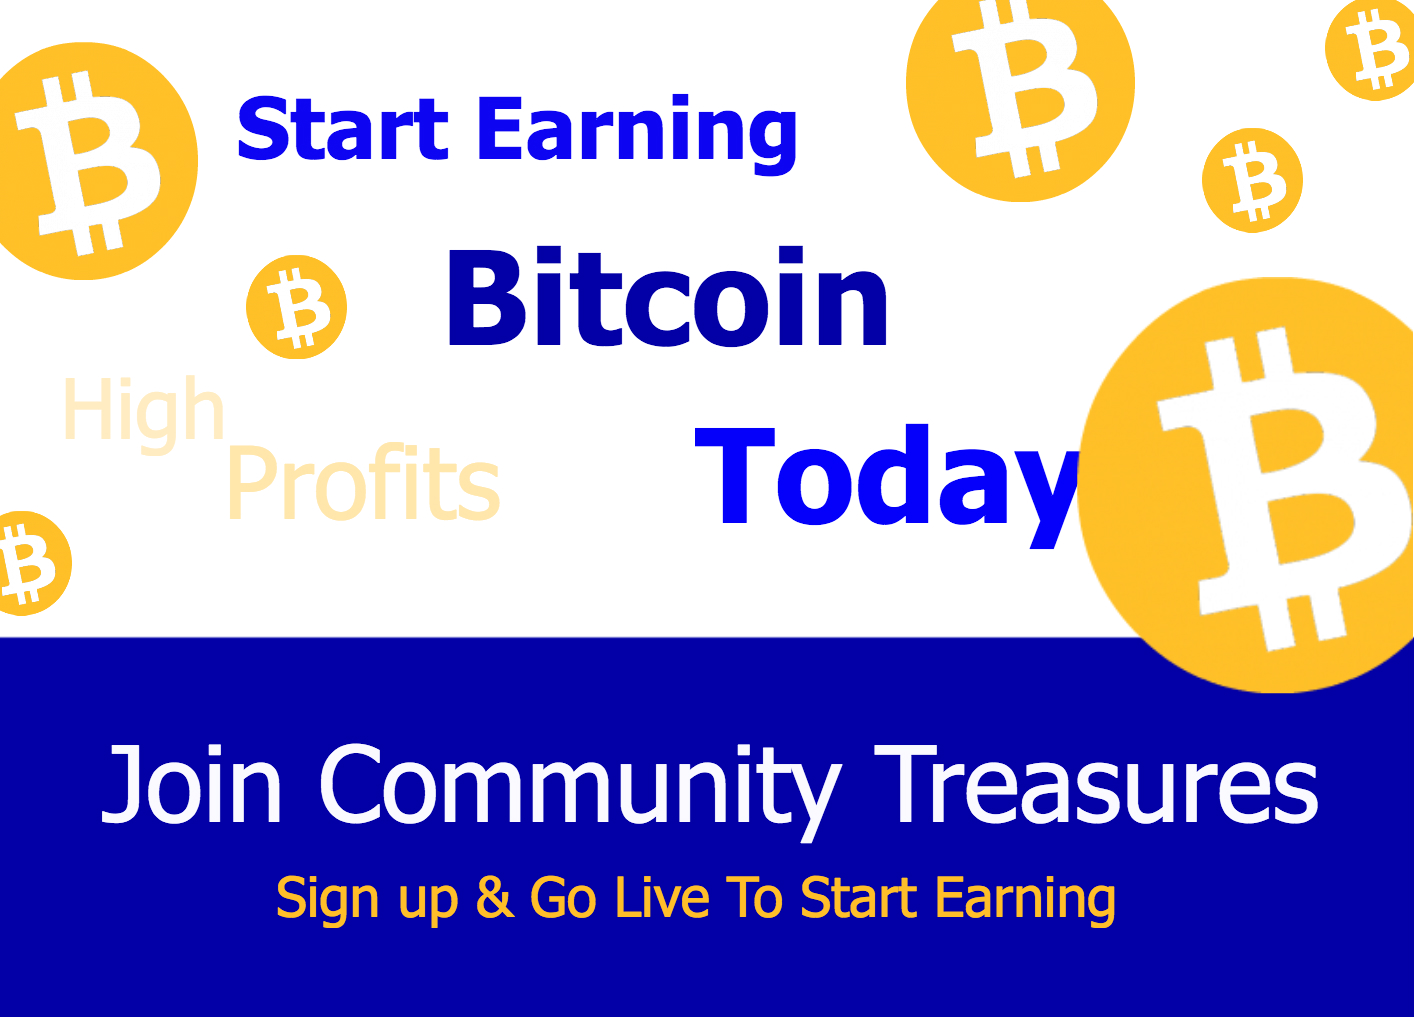 Start Earning
Bitcoin
High
Profits
Today
Join Community Treasures
Sign up & Go Live To Start Earning